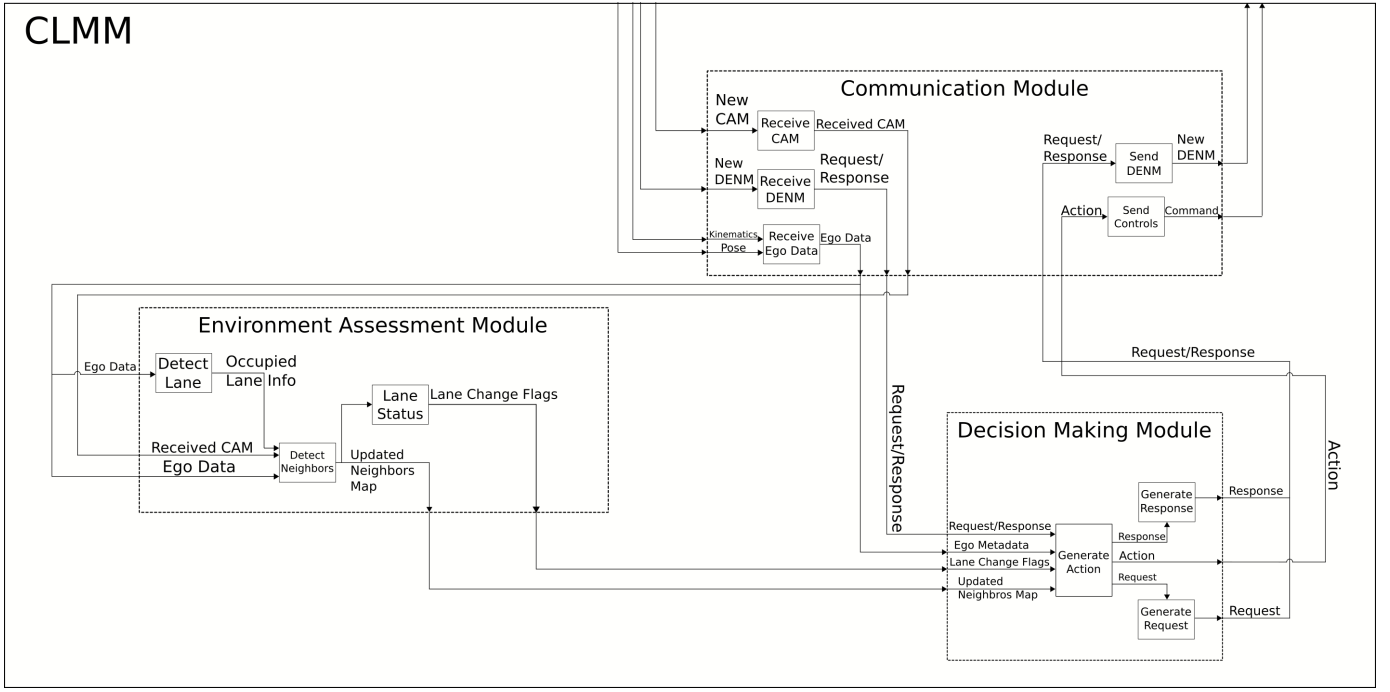 CLMM
Communication Module
New
CAM
Receive
CAM
Received CAM
New
DENM
Receive
DENM
Request/
Response
Kinematics
Pose
Receive
Ego Data
Ego Data
Request/
Response
Send
DENM
New
DENM
Action
Send
Controls
Command
Environment Assessment Module
Ego Data
Detect
Lane
Occupied
Lane Info
Lane
Status
Lane Change Flags
Received CAM
Ego Data
Detect
Neighbors
Updated
Neighbors
Map
Request/Response
Request/Response
Action
Decision Making Module
Request/Response
Ego Metadata
Lane Change Flags
Updated
Neighbros Map
Generate
Action
Response
Action
Request
Generate
Response
Response
Generate
Request
Request